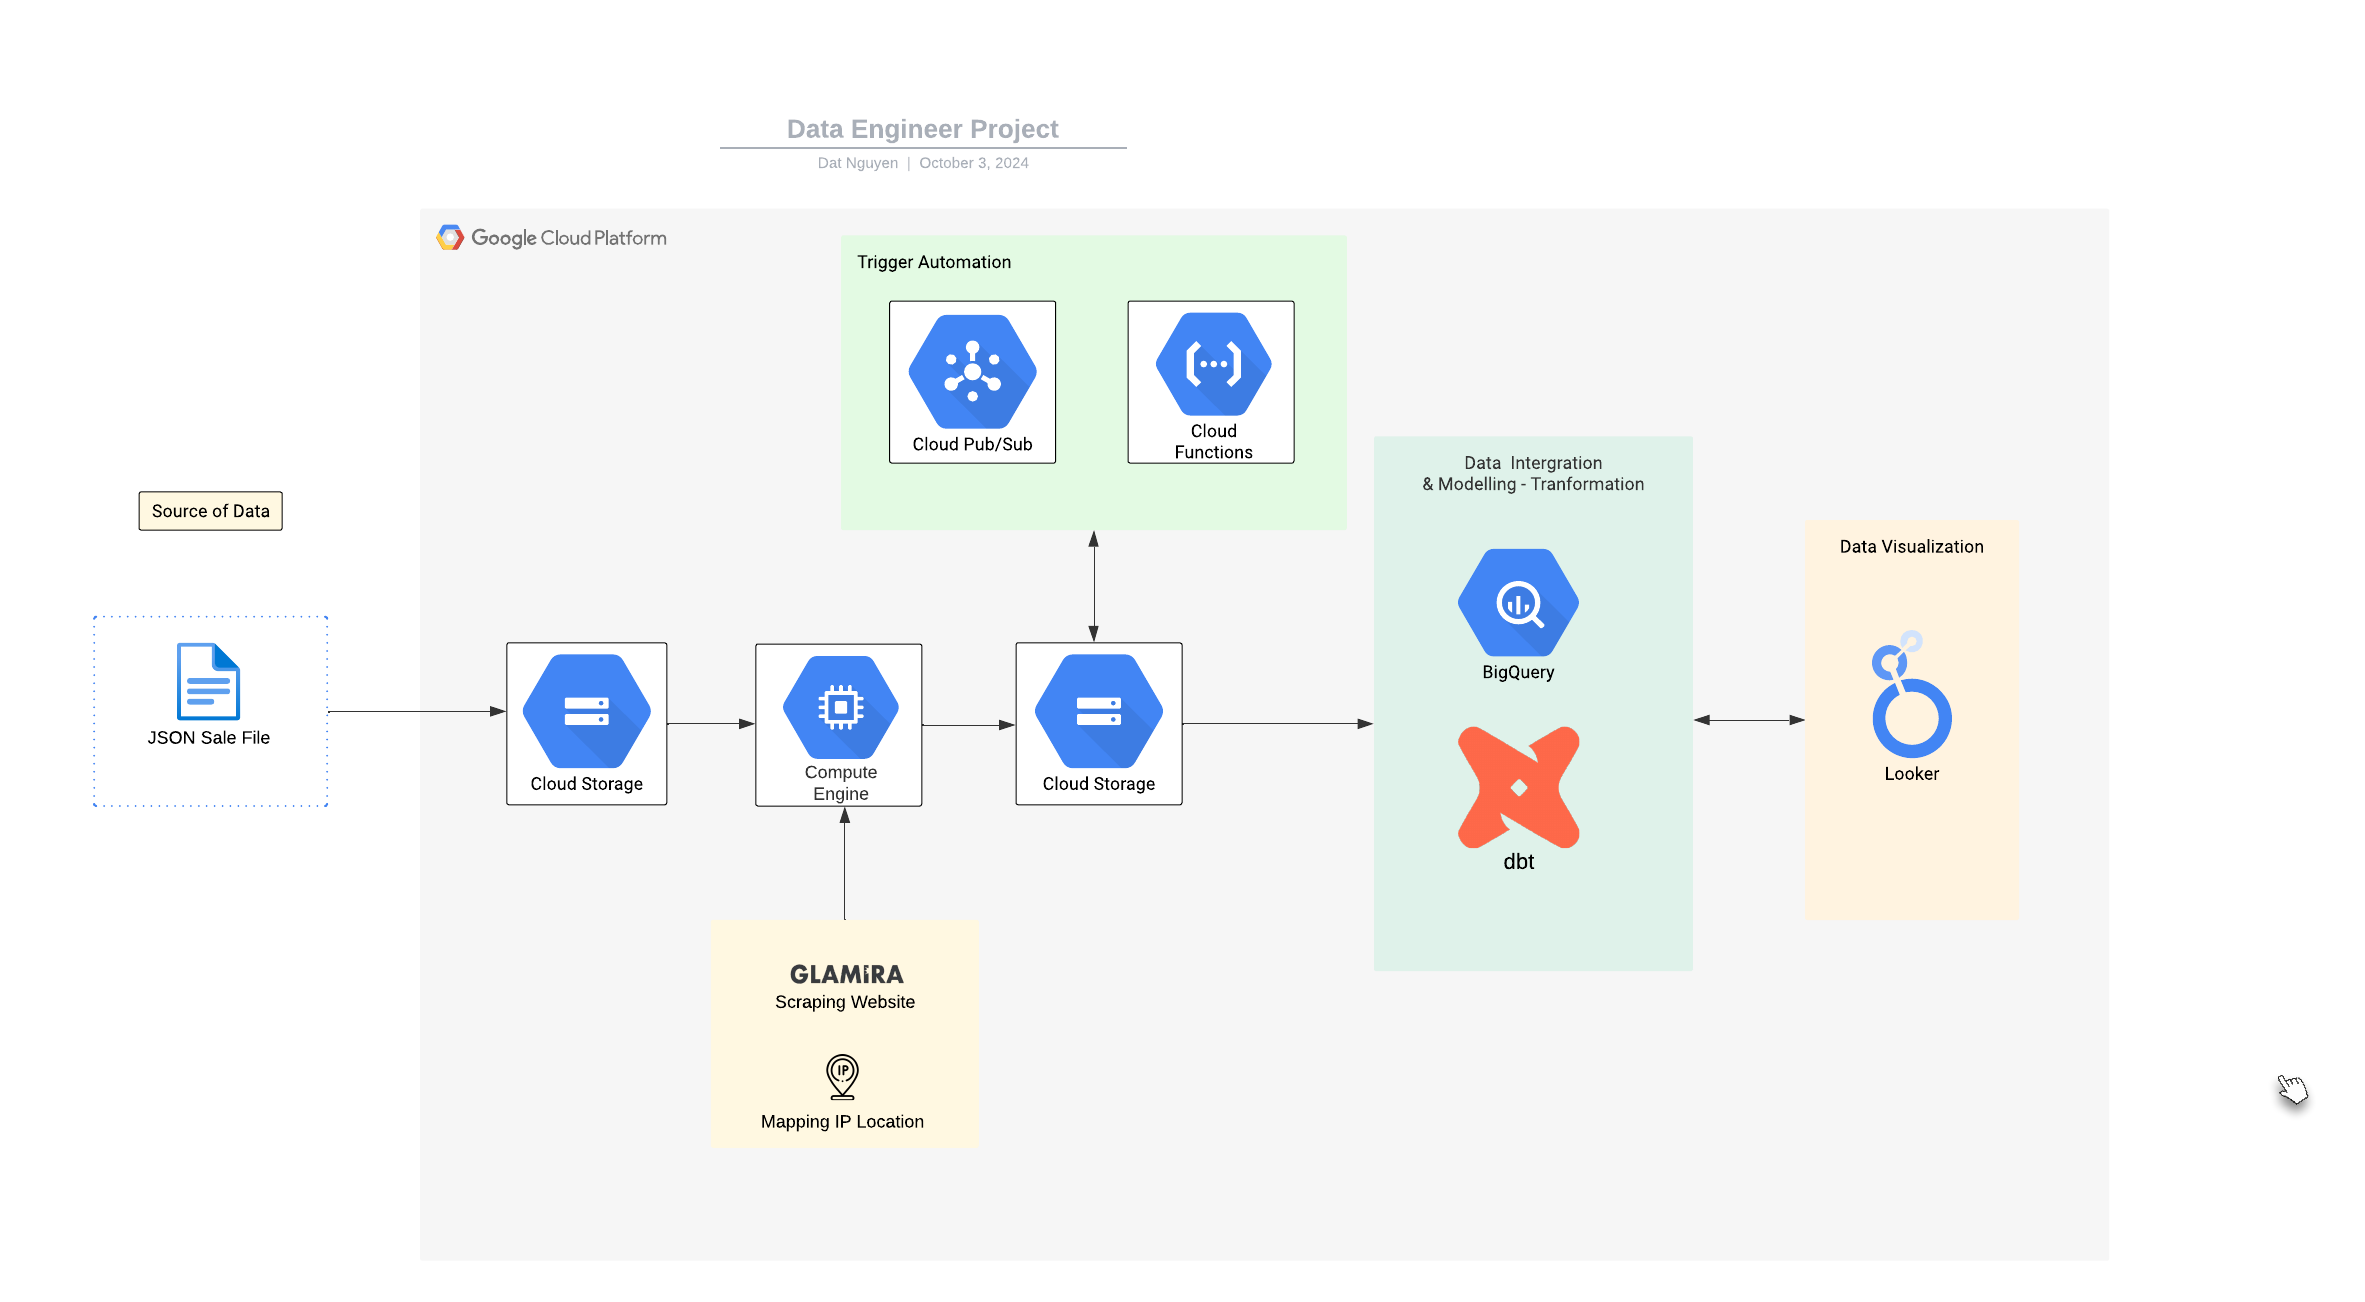 Data Engineer Project
Dat Nguyen | October 3, 2024
Google Cloud Platform
Trigger Automation
Cloud Pub/Sub
Cloud
Functions
Source of Data
JSON Sale File
Cloud Storage
Compute
Engine
Cloud Storage
Data Intergration
& Modelling - Tranformation
BigQuery
dbt
Data Visualization
Looker
GLAMIRA
Scraping Website
IP
Mapping IP Location